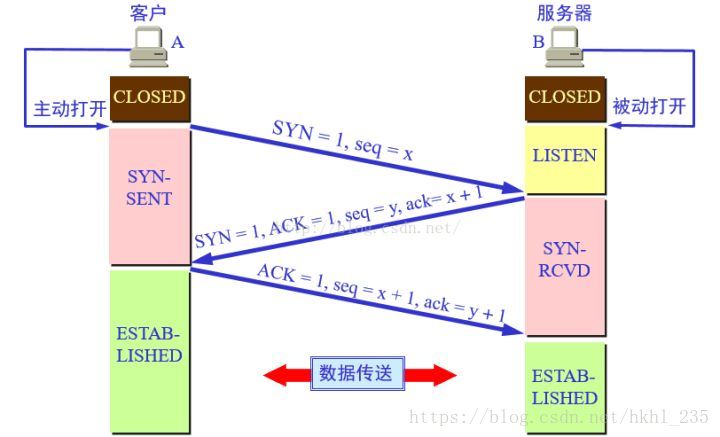 客户
服务器
A
B
CLOSED
CLOSED
主动打开
被动打开
SYN = 1, seq = x
LISTEN
SYN-
SENT
SYN = 1, ACK = 1, seq = y, ack= x + 1
http://blog.csdn.net/
SYN-
RCVD
ACK = 1, seq = x + 1, ack = y + 1
ESTAB-
LISHED
数据传送
ESTAB-
LISHED
https://blog.csdn.net/hkhl_235